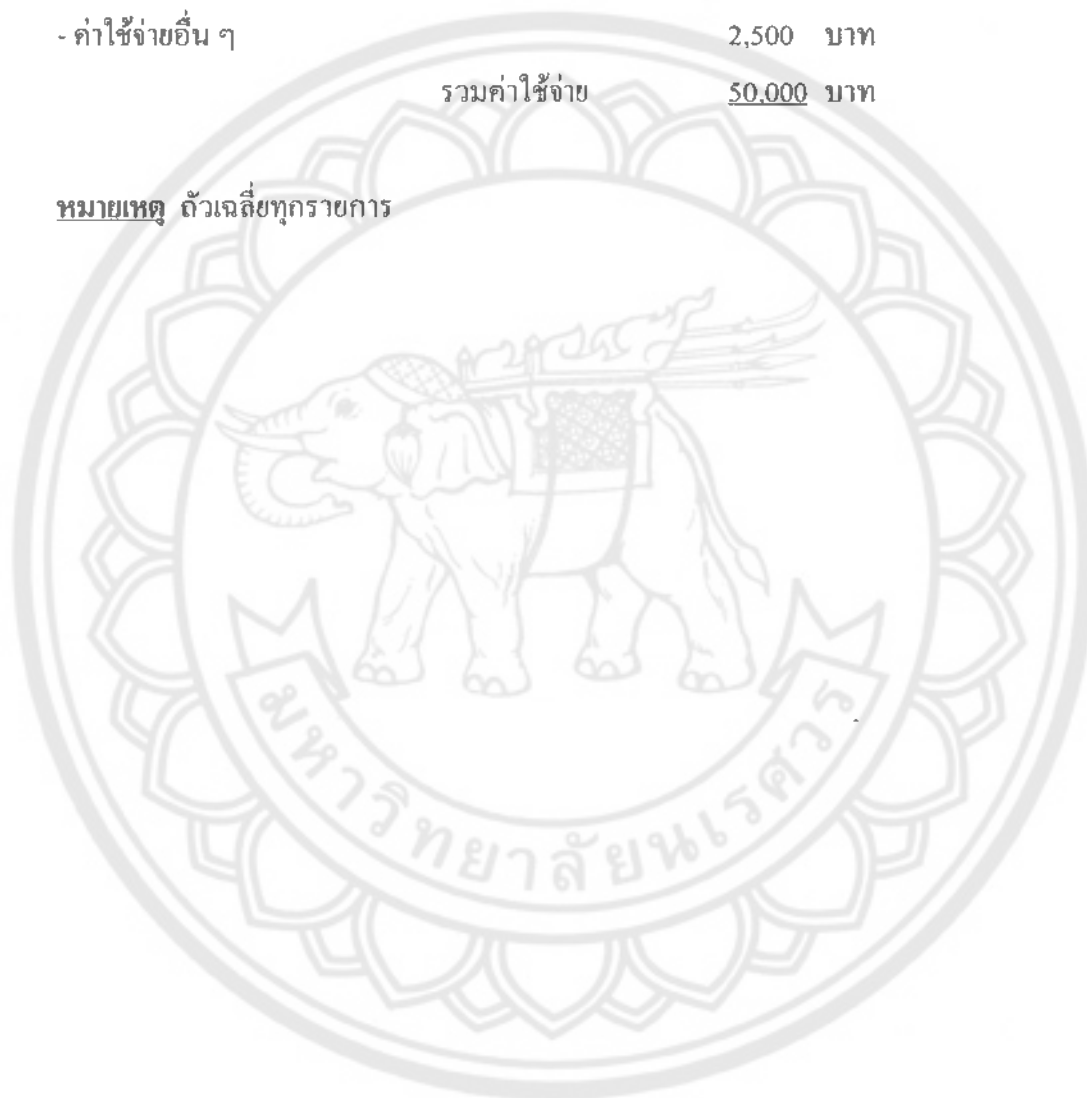 - ค่าใช้จ่ายอื่น ๆ 2,500 บาท
รวมค่าใช้จ่าย 50,000 บาท
หมายเหตุ ถัวเฉลี่ยทุกรายการ
มหาวิทยาลัยนเรศวร